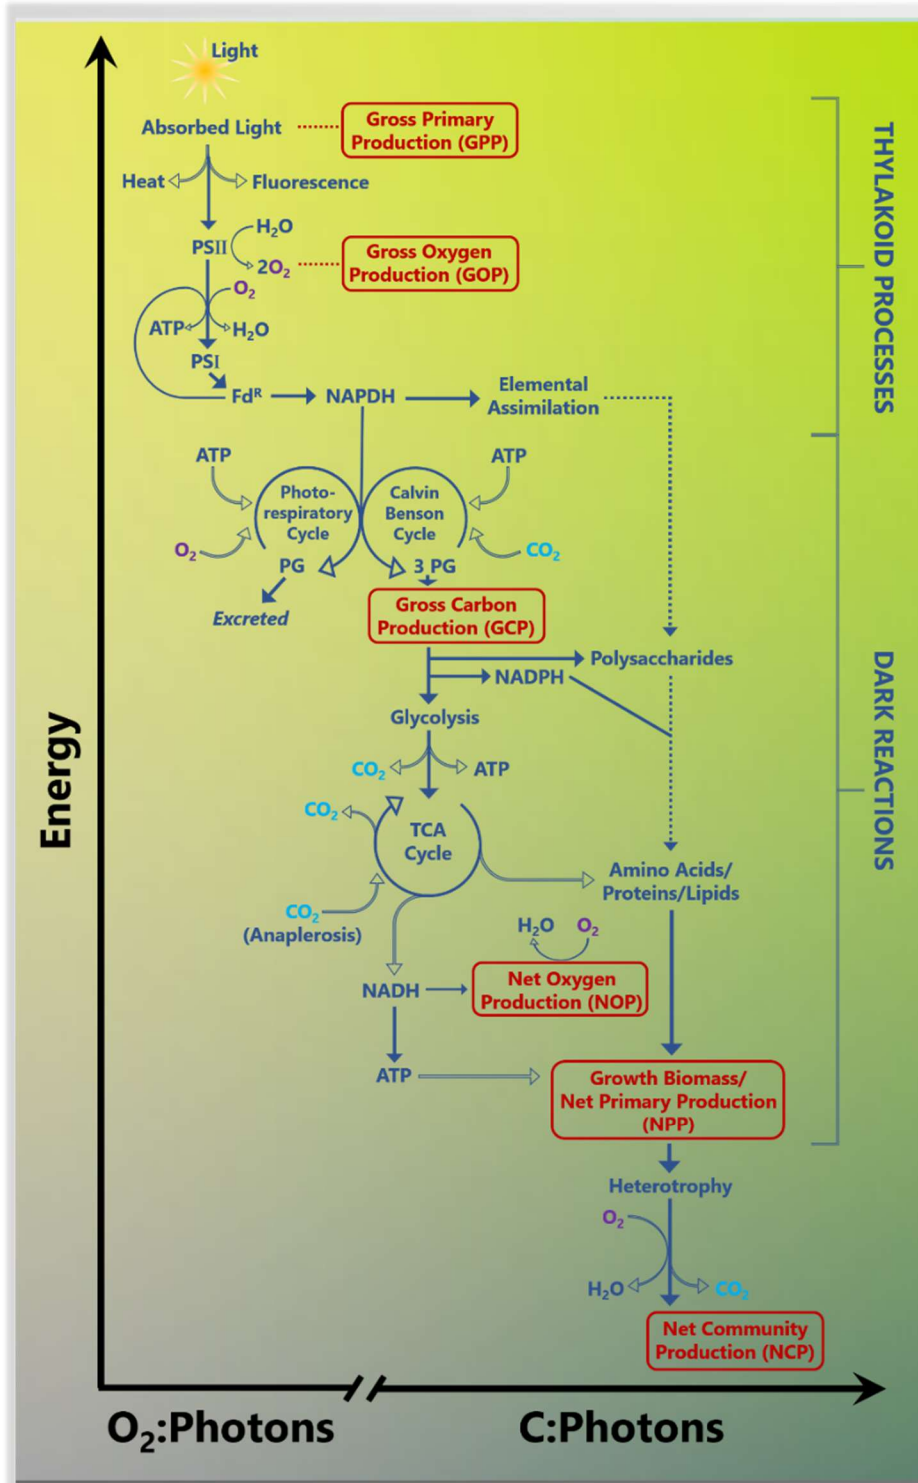 Light
Absorbed Light
Gross Primary
Production (GPP)
Heat
Fluorescence
PSII
H₂O
2O₂
Gross Oxygen
Production (GOP)
O₂
ATP
H₂O
PSI
Fdᴿ
NAPDH
Elemental
Assimilation
THYLAKOID PROCESSES
ATP
ATP
Photo-
respiratory
Cycle
Calvin
Benson
Cycle
O₂
CO₂
PG
3 PG
Excreted
Gross Carbon
Production (GCP)
Polysaccharides
NADPH
Glycolysis
CO₂
ATP
CO₂
TCA
Cycle
DARK REACTIONS
Amino Acids/
Proteins/Lipids
CO₂
(Anaplerosis)
H₂O
O₂
NADH
Net Oxygen
Production (NOP)
ATP
Growth Biomass/
Net Primary Production
(NPP)
Heterotrophy
O₂
H₂O
CO₂
Net Community
Production (NCP)
Energy
O₂:Photons
C:Photons